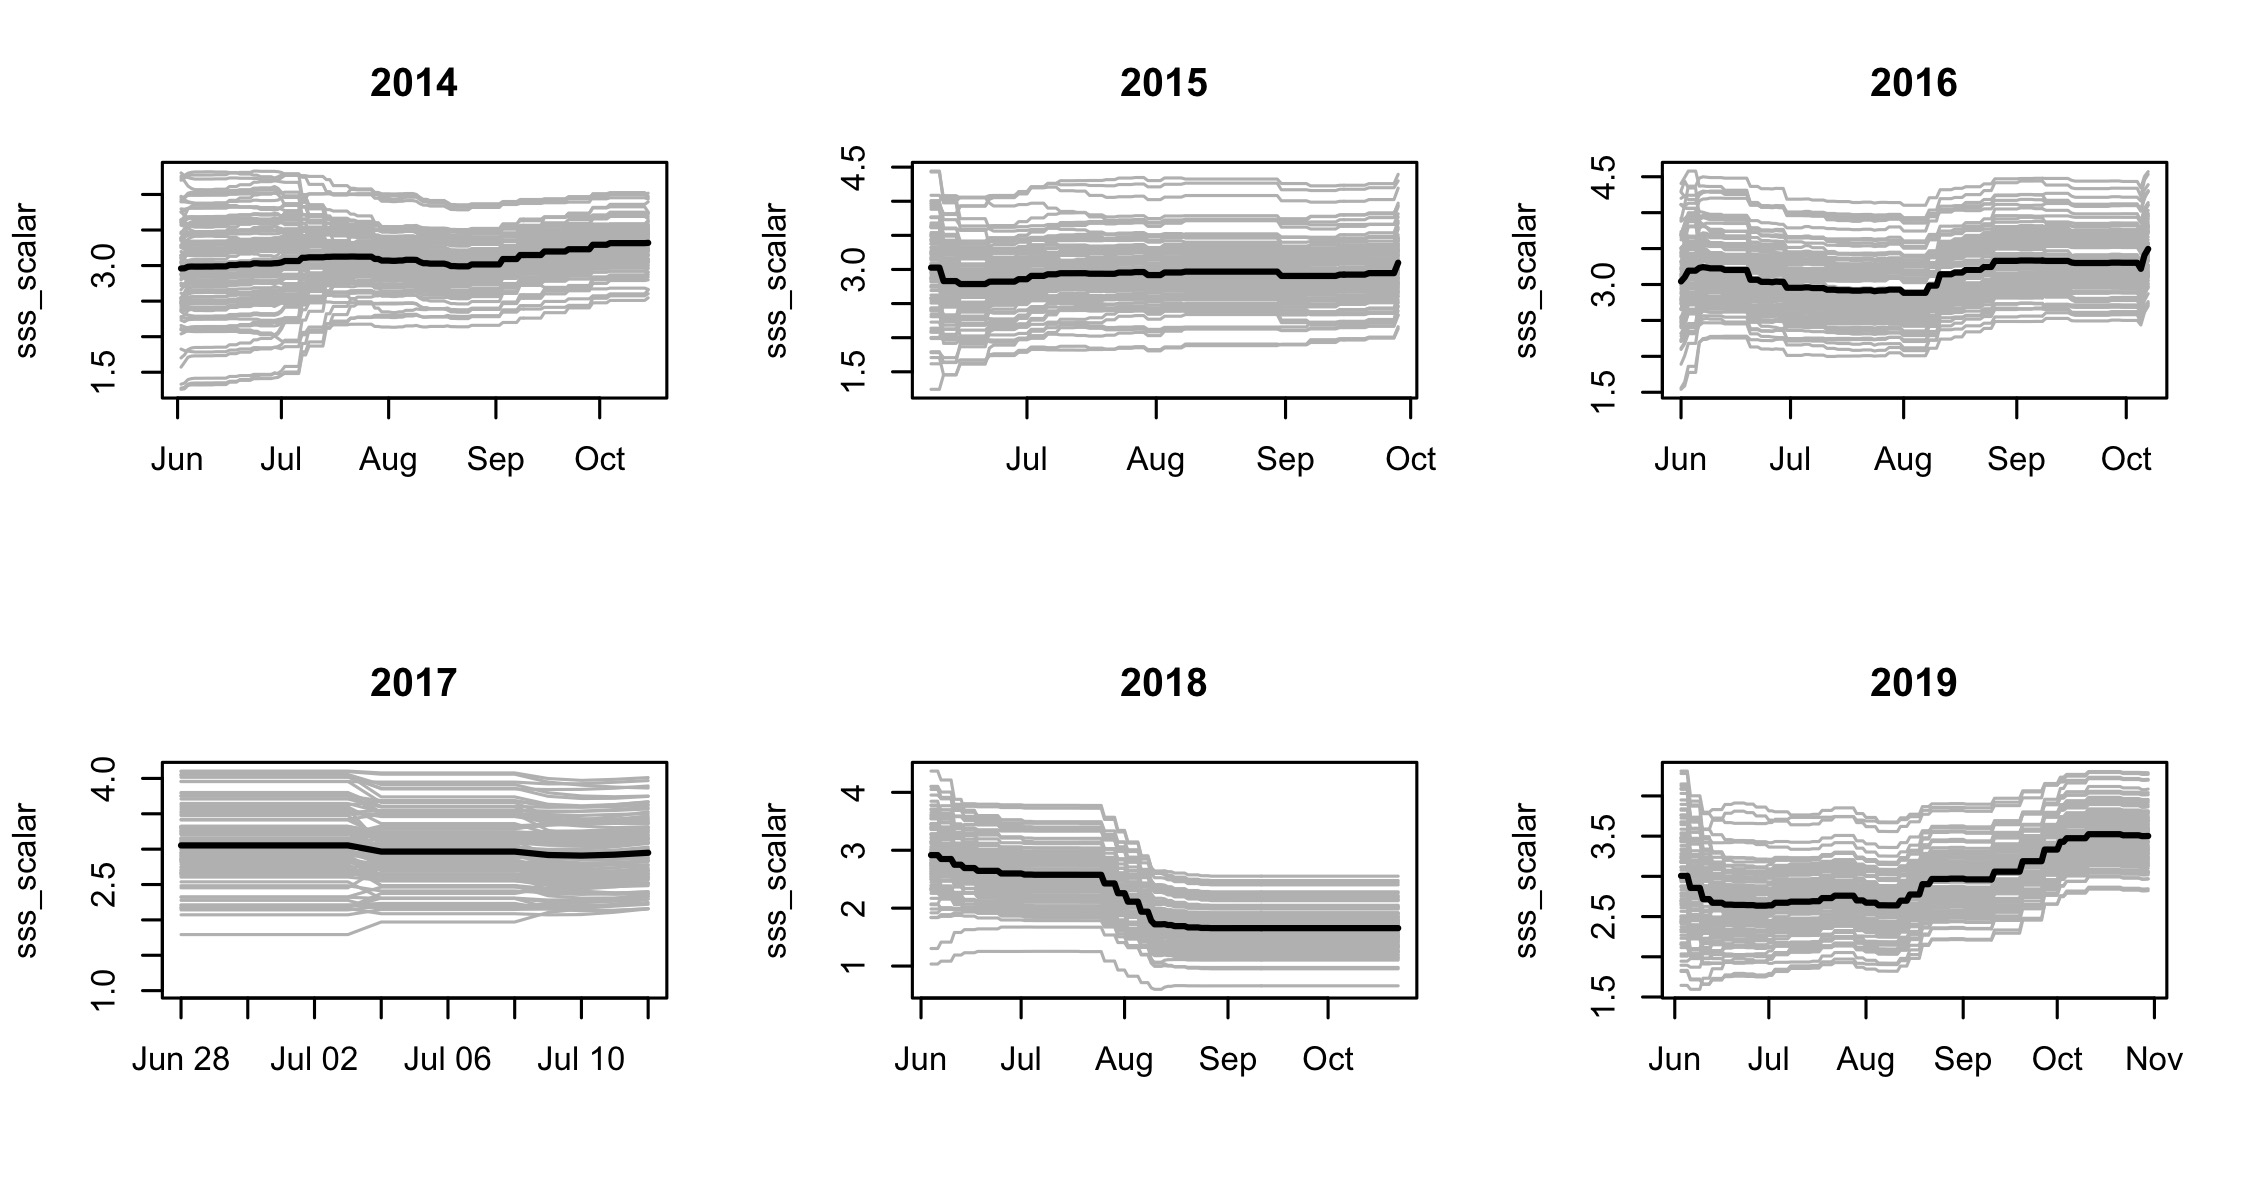 2014
sss_scalar
1.5 3.0
Jun Jul Aug Sep Oct
2015
sss_scalar
1.5 3.0 4.5
Jul Aug Sep Oct
2016
sss_scalar
1.5 3.0 4.5
Jun Jul Aug Sep Oct
2017
sss_scalar
1.0 2.5 4.0
Jun 28 Jul 02 Jul 06 Jul 10
2018
sss_scalar
1 2 3 4
Jun Jul Aug Sep Oct
2019
sss_scalar
1.5 2.5 3.5
Jun Jul Aug Sep Oct Nov